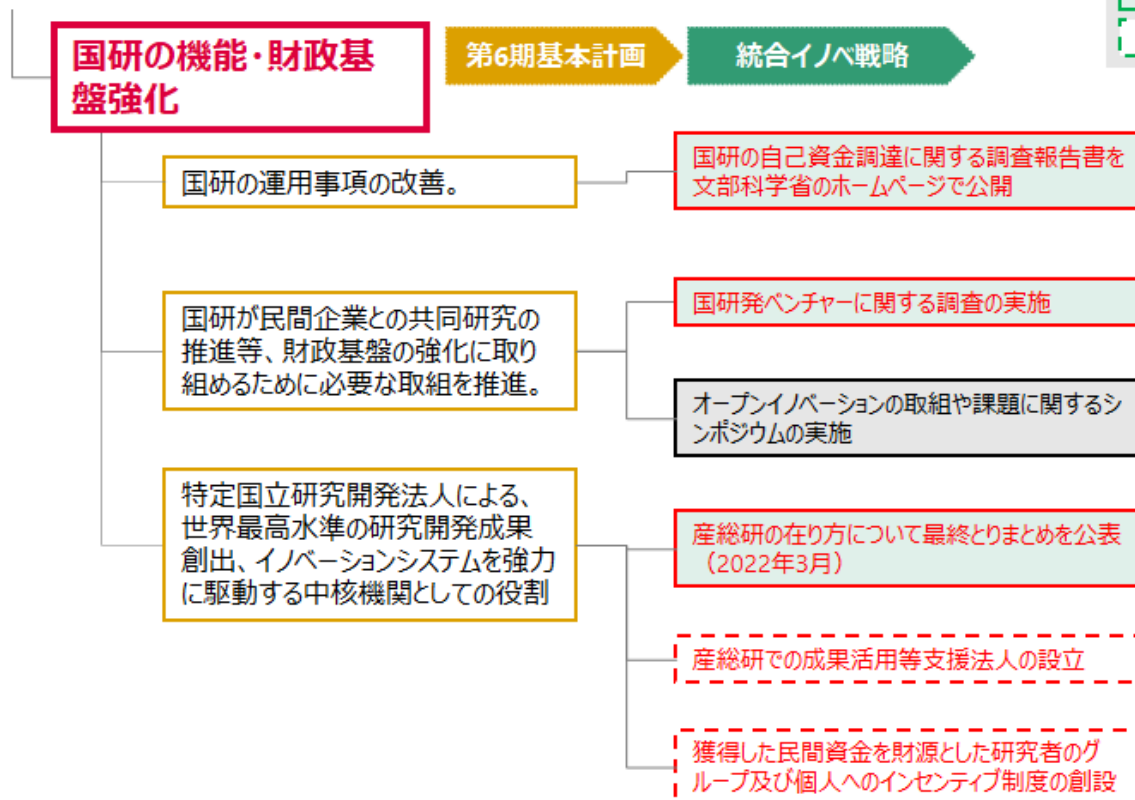 国研の機能・財政基
盤強化
第6期基本計画
統合イノベ戦略
国研の運用事項の改善。
国研の自己資金調達に関する調査報告書を
文部科学省のホームページで公開
国研が民間企業との共同研究の
推進等、財政基盤の強化に取り
組めるために必要な取組を推進。
国研発ベンチャーに関する調査の実施
オープンイノベーションの取組や課題に関するシ
ンポジウムの実施
特定国立研究開発法人による、
世界最高水準の研究開発成果
創出、イノベーションシステムを強力
に駆動する中核機関としての役割
産総研の在り方について最終とりまとめを公表
（2022年3月）
産総研での成果活用等支援法人の設立
獲得した民間資金を財源とした研究者のグ
ループ及び個人へのインセンティブ制度の創設